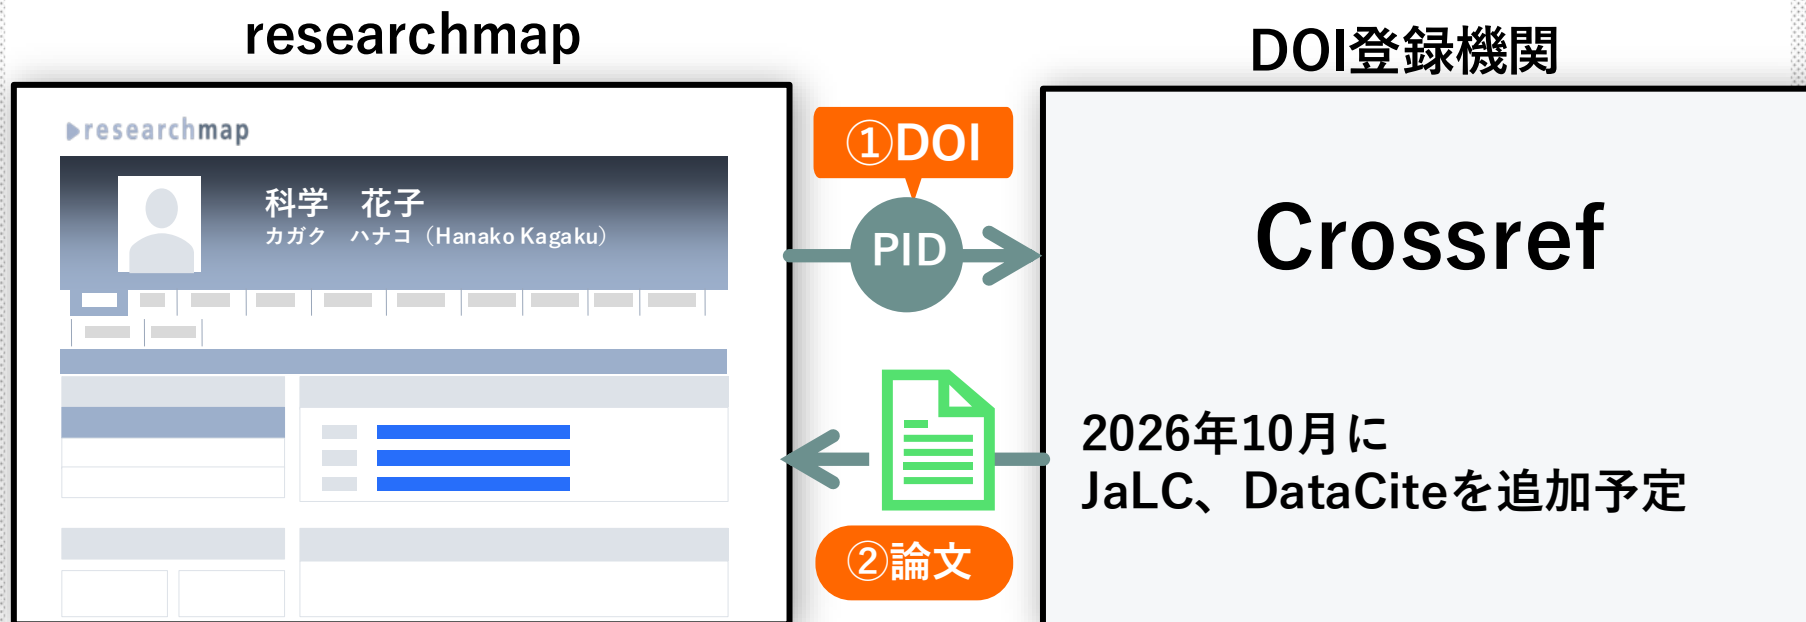 researchmap
DOI登録機関
researchmap
科学　花子
カガク　ハナコ（Hanako Kagaku）
①DOI
PID
Crossref
2026年10月に
JaLC、DataCiteを追加予定
②論文